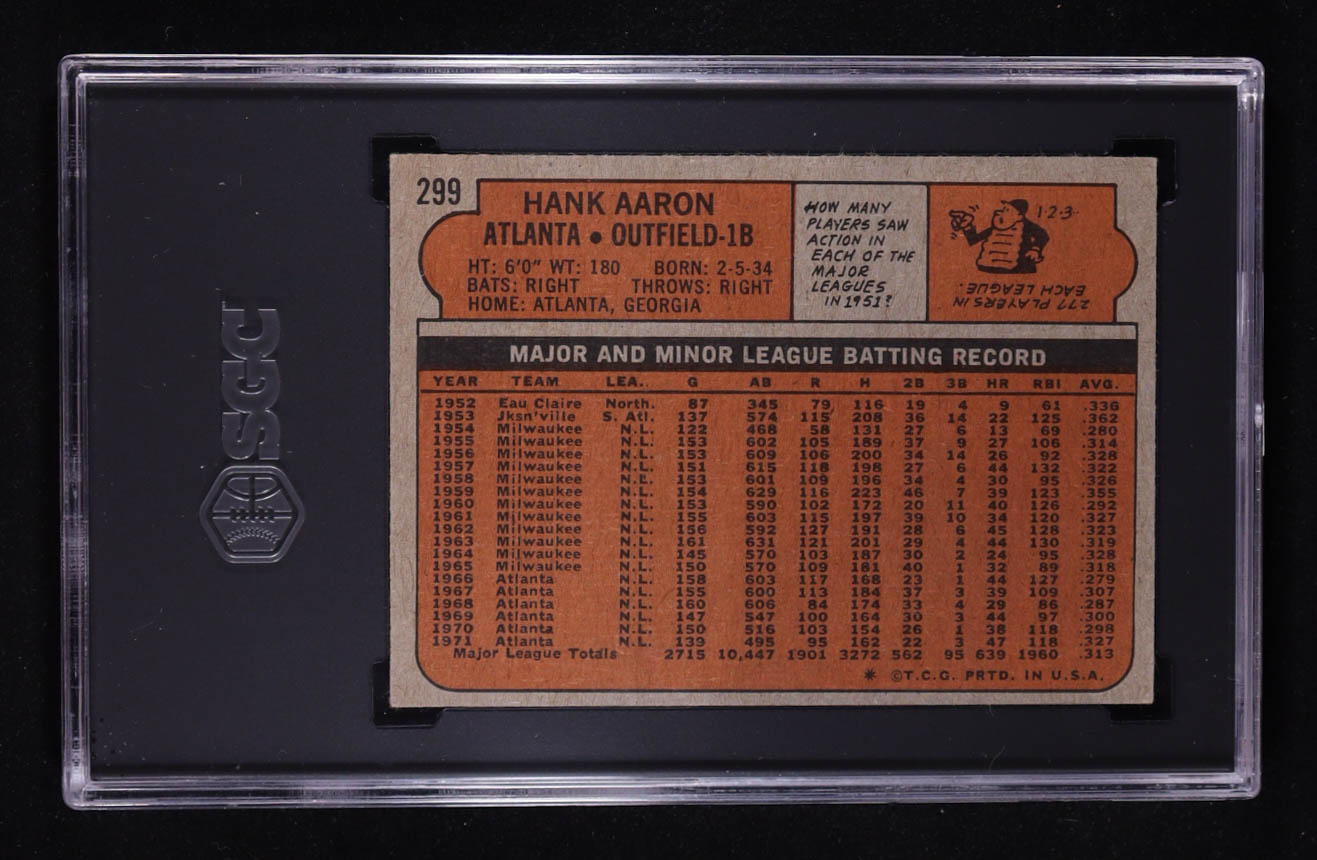 299
HANK AARON
ATLANTA • OUTFIELD-1B
HT: 6'0" WT: 180 BORN: 2-5-34
BATS: RIGHT THROWS: RIGHT
HOME: ATLANTA, GEORGIA
HOW MANY
PLAYERS SAW
ACTION IN
EACH OF THE
MAJOR
LEAGUES
IN 1951?
1-2-3-
277 PLAYERS IN
EACH LEAGUE.
MAJOR AND MINOR LEAGUE BATTING RECORD
YEAR TEAM LEA. G AB R H 2B 3B HR RBI AVG.
1952 Eau Claire North. 87 345 79 116 19 4 9 61 .336
1953 Jksn'ville S. Atl. 137 574 115 208 36 14 22 125 .362
1954 Milwaukee N.L. 122 468 58 131 27 6 13 69 .280
1955 Milwaukee N.L. 153 602 105 189 37 9 27 106 .314
1956 Milwaukee N.L. 153 609 106 200 34 14 26 92 .328
1957 Milwaukee N.L. 151 615 118 198 27 6 44 132 .322
1958 Milwaukee N.L. 153 601 109 196 34 4 30 95 .326
1959 Milwaukee N.L. 154 629 116 223 46 7 39 123 .355
1960 Milwaukee N.L. 153 590 102 172 20 11 40 126 .292
1961 Milwaukee N.L. 155 603 115 197 39 10 34 120 .327
1962 Milwaukee N.L. 156 592 127 191 28 6 45 128 .323
1963 Milwaukee N.L. 161 631 121 201 29 4 44 130 .319
1964 Milwaukee N.L. 145 570 103 187 30 2 24 95 .328
1965 Milwaukee N.L. 150 570 109 181 40 1 32 89 .318
1966 Atlanta N.L. 158 603 117 168 23 1 44 127 .279
1967 Atlanta N.L. 155 600 113 184 37 3 39 109 .307
1968 Atlanta N.L. 160 606 84 174 33 4 29 86 .287
1969 Atlanta N.L. 147 547 100 164 30 3 44 97 .300
1970 Atlanta N.L. 150 516 103 154 26 1 38 118 .298
1971 Atlanta N.L. 139 495 95 162 22 3 47 118 .327
Major League Totals 2715 10,447 1901 3272 562 95 639 1960 .313
* ©T.C.G. PRTD. IN U.S.A.
SGC